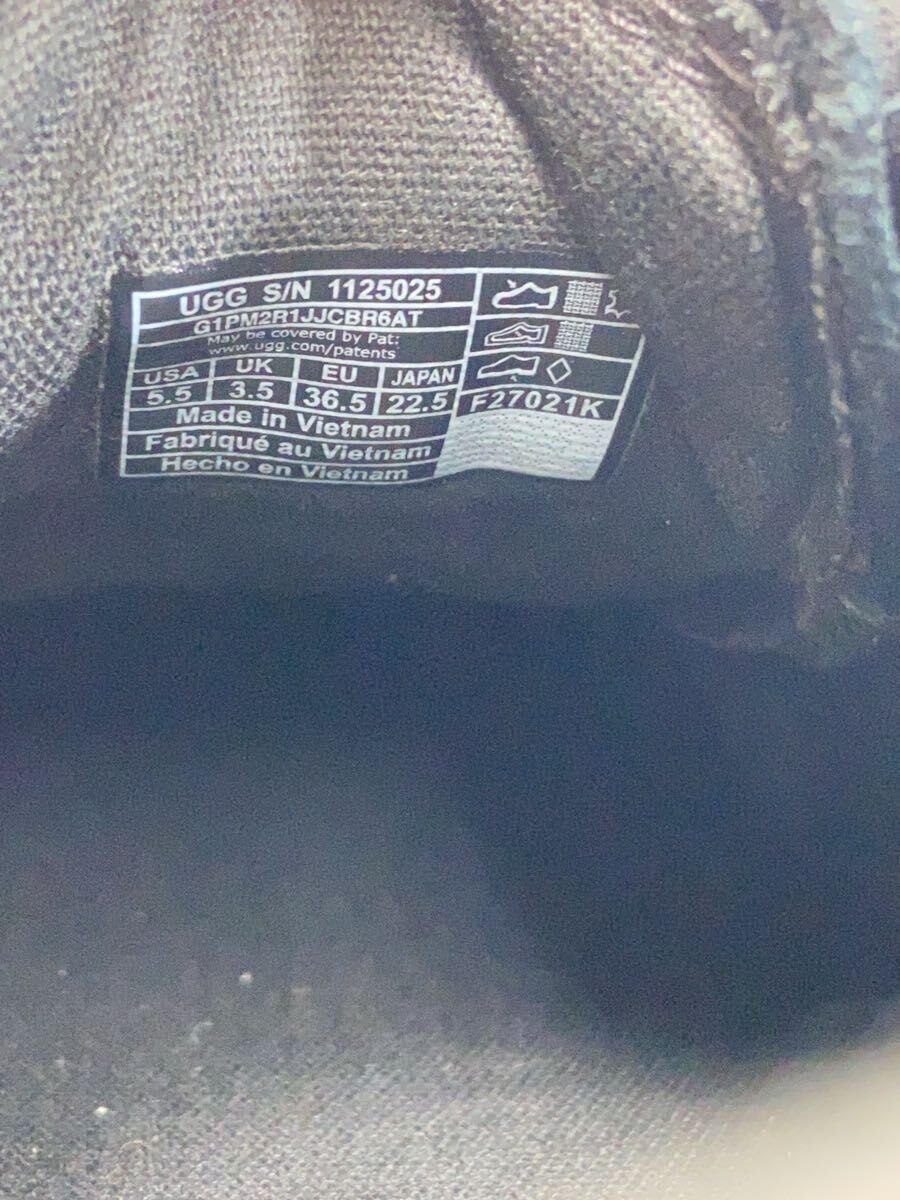 UGG S/N 1125025
G1PM2R1JJCBR6AT
May be covered by Pat:
www.ugg.com/patents
USA UK EU JAPAN
5.5 3.5 36.5 22.5
Made in Vietnam
Fabriqué au Vietnam
Hecho en Vietnam
F27021K